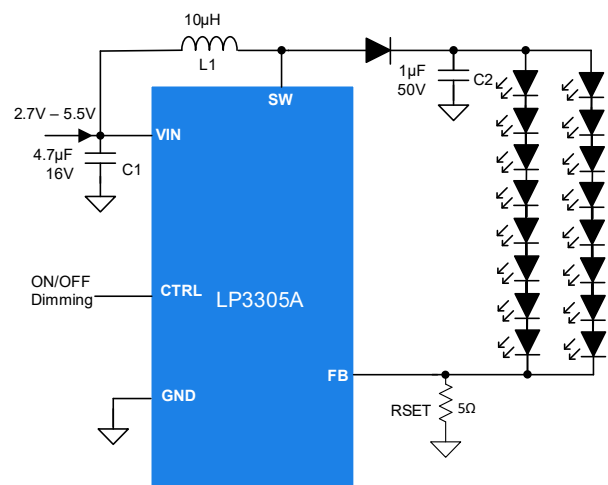 10µH
L1
SW
1µF
50V
C2
2.7V – 5.5V
VIN
4.7µF
16V
C1
ON/OFF
Dimming
CTRL
LP3305A
FB
GND
RSET
5Ω